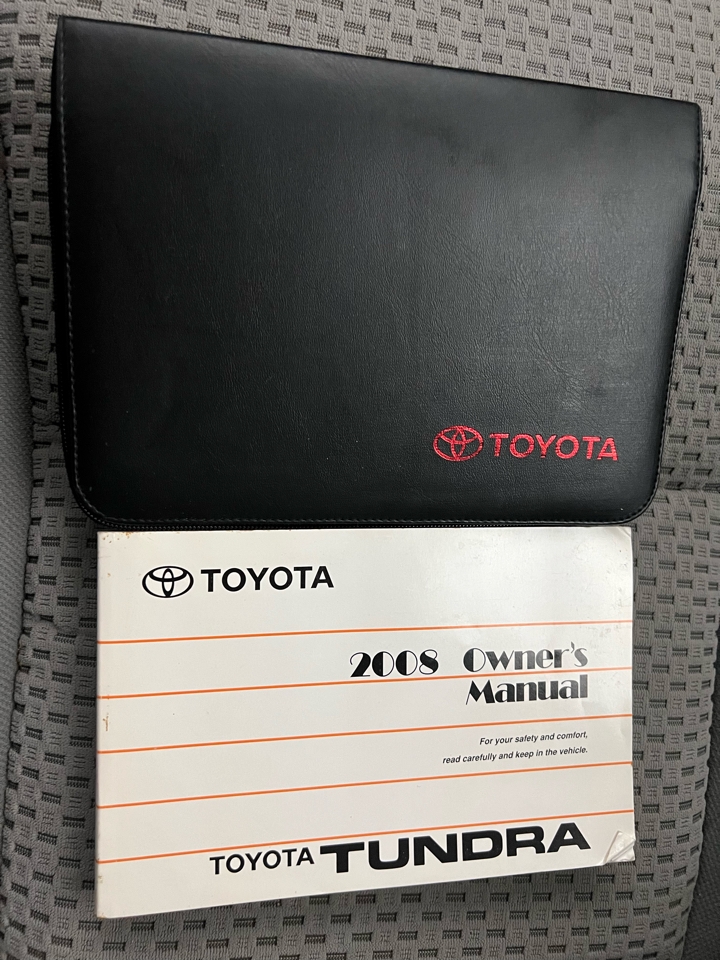 TOYOTA
TOYOTA
2008 Owner's
Manual
For your safety and comfort,
read carefully and keep in the vehicle.
TOYOTA TUNDRA